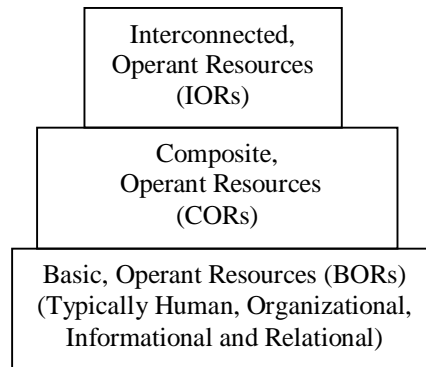 Interconnected,
Operant Resources
(IORs)
Composite,
Operant Resources
(CORs)
Basic, Operant Resources (BORs)
(Typically Human, Organizational,
Informational and Relational)